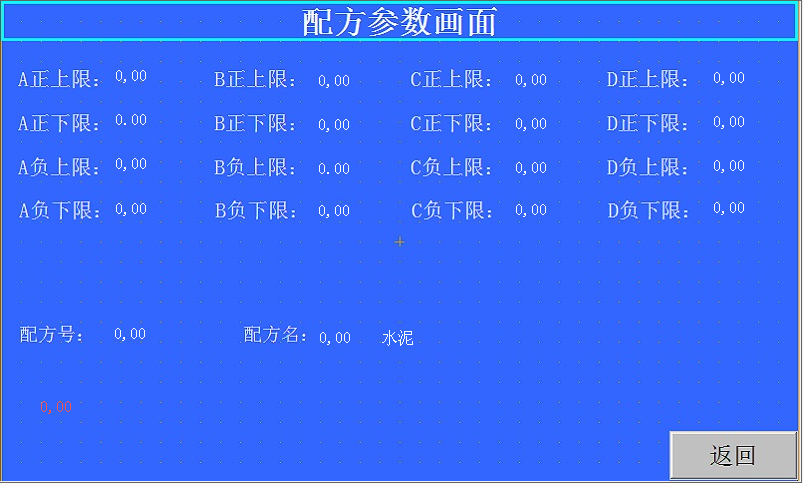 配方参数画面
A正上限: 0,00 B正上限: 0,00 C正上限: 0,00 D正上限: 0,00
A正下限: 0.00 B正下限: 0,00 C正下限: 0,00 D正下限: 0,00
A负上限: 0,00 B负上限: 0.00 C负上限: 0,00 D负上限: 0,00
A负下限: 0,00 B负下限: 0,00 C负下限: 0,00 D负下限: 0,00
配方号: 0,00 配方名: 0,00 水泥
0,00
返回